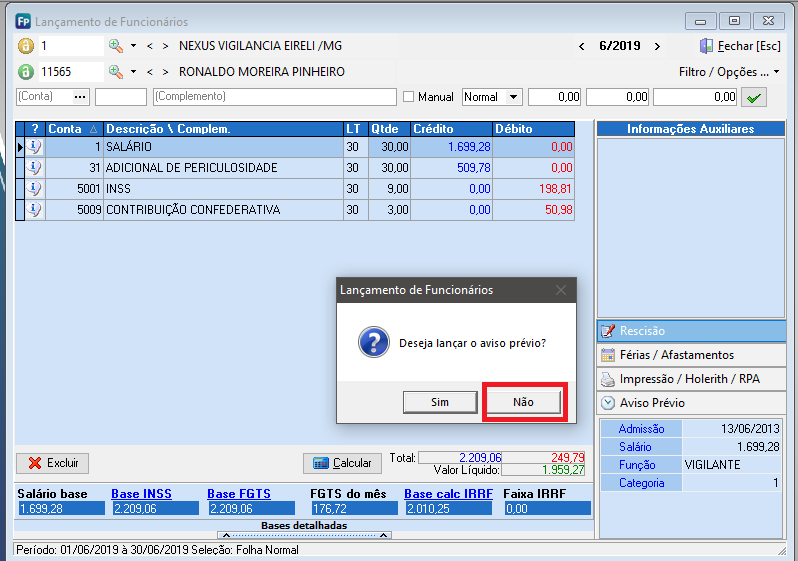 Fp Lançamento de Funcionários
1 < > NEXUS VIGILANCIA EIRELI /MG < 6/2019 > Fechar [Esc]
11565 < > RONALDO MOREIRA PINHEIRO Filtro / Opções ...
(Conta) ... (Complemento) Manual Normal 0,00 0,00 0,00
? Conta Descrição \ Complem. LT Qtde Crédito Débito
1 SALÁRIO 30 30,00 1.699,28 0,00
31 ADICIONAL DE PERICULOSIDADE 30 30,00 509,78 0,00
5001 INSS 30 9,00 0,00 198,81
5009 CONTRIBUIÇÃO CONFEDERATIVA 30 3,00 0,00 50,98
Informações Auxiliares
Lançamento de Funcionários
Deseja lançar o aviso prévio?
Sim Não
Rescisão
Férias / Afastamentos
Impressão / Holerith / RPA
Aviso Prévio
Admissão 13/06/2013
Salário 1.699,28
Função VIGILANTE
Categoria 1
Excluir Calcular Total: 2.209,06 249,79
Valor Líquido: 1.959,27
Salário base Base INSS Base FGTS FGTS do mês Base calc IRRF Faixa IRRF
1.699,28 2.209,06 2.209,06 176,72 2.010,25 0,00
Bases detalhadas
Período: 01/06/2019 à 30/06/2019 Seleção: Folha Normal